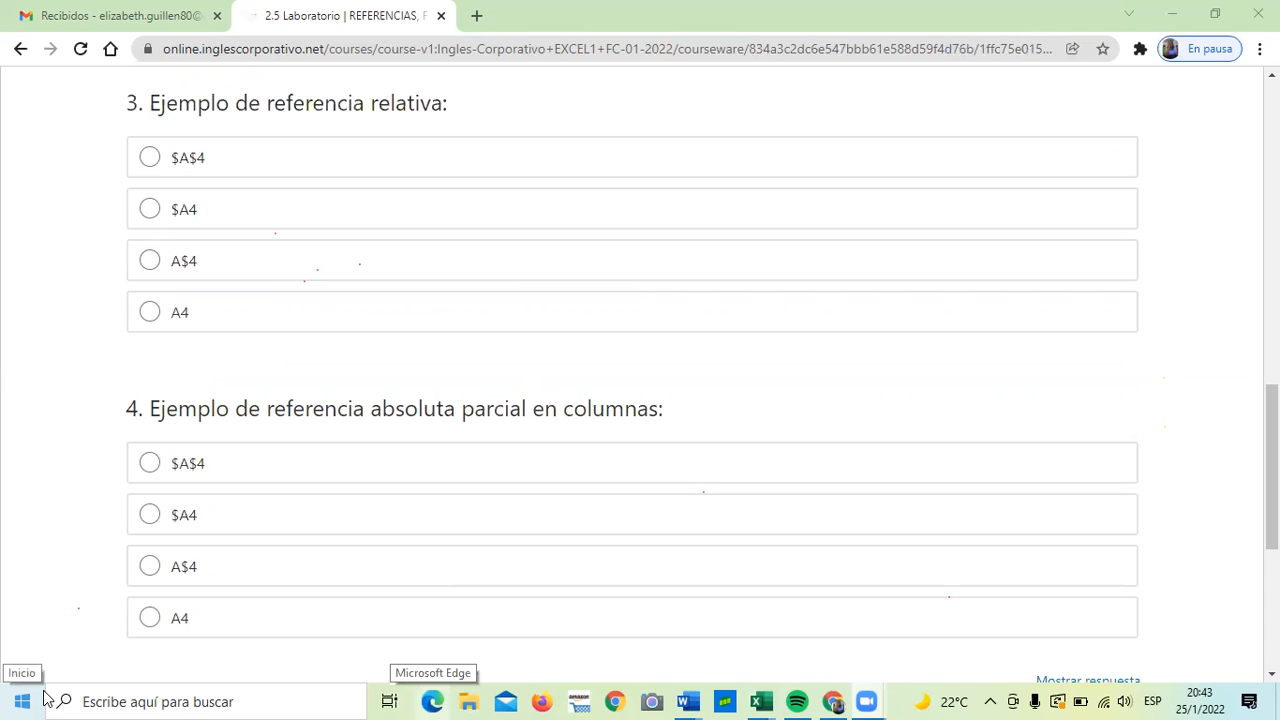 Recibidos - elizabeth.guillen80@
2.5 Laboratorio | REFERENCIAS, F
online.inglescorporativo.net/courses/course-v1:Ingles-Corporativo+EXCEL1+FC-01-2022/courseware/834a3c2dc6e547bbb61e588d59f4d76b/1ffc75e015...
En pausa
3. Ejemplo de referencia relativa:
$A$4
$A4
A$4
A4
4. Ejemplo de referencia absoluta parcial en columnas:
$A$4
$A4
A$4
A4
Mostrar respuesta
Inicio
Microsoft Edge
Escribe aquí para buscar
amazon
22°C
ESP
20:43
25/1/2022